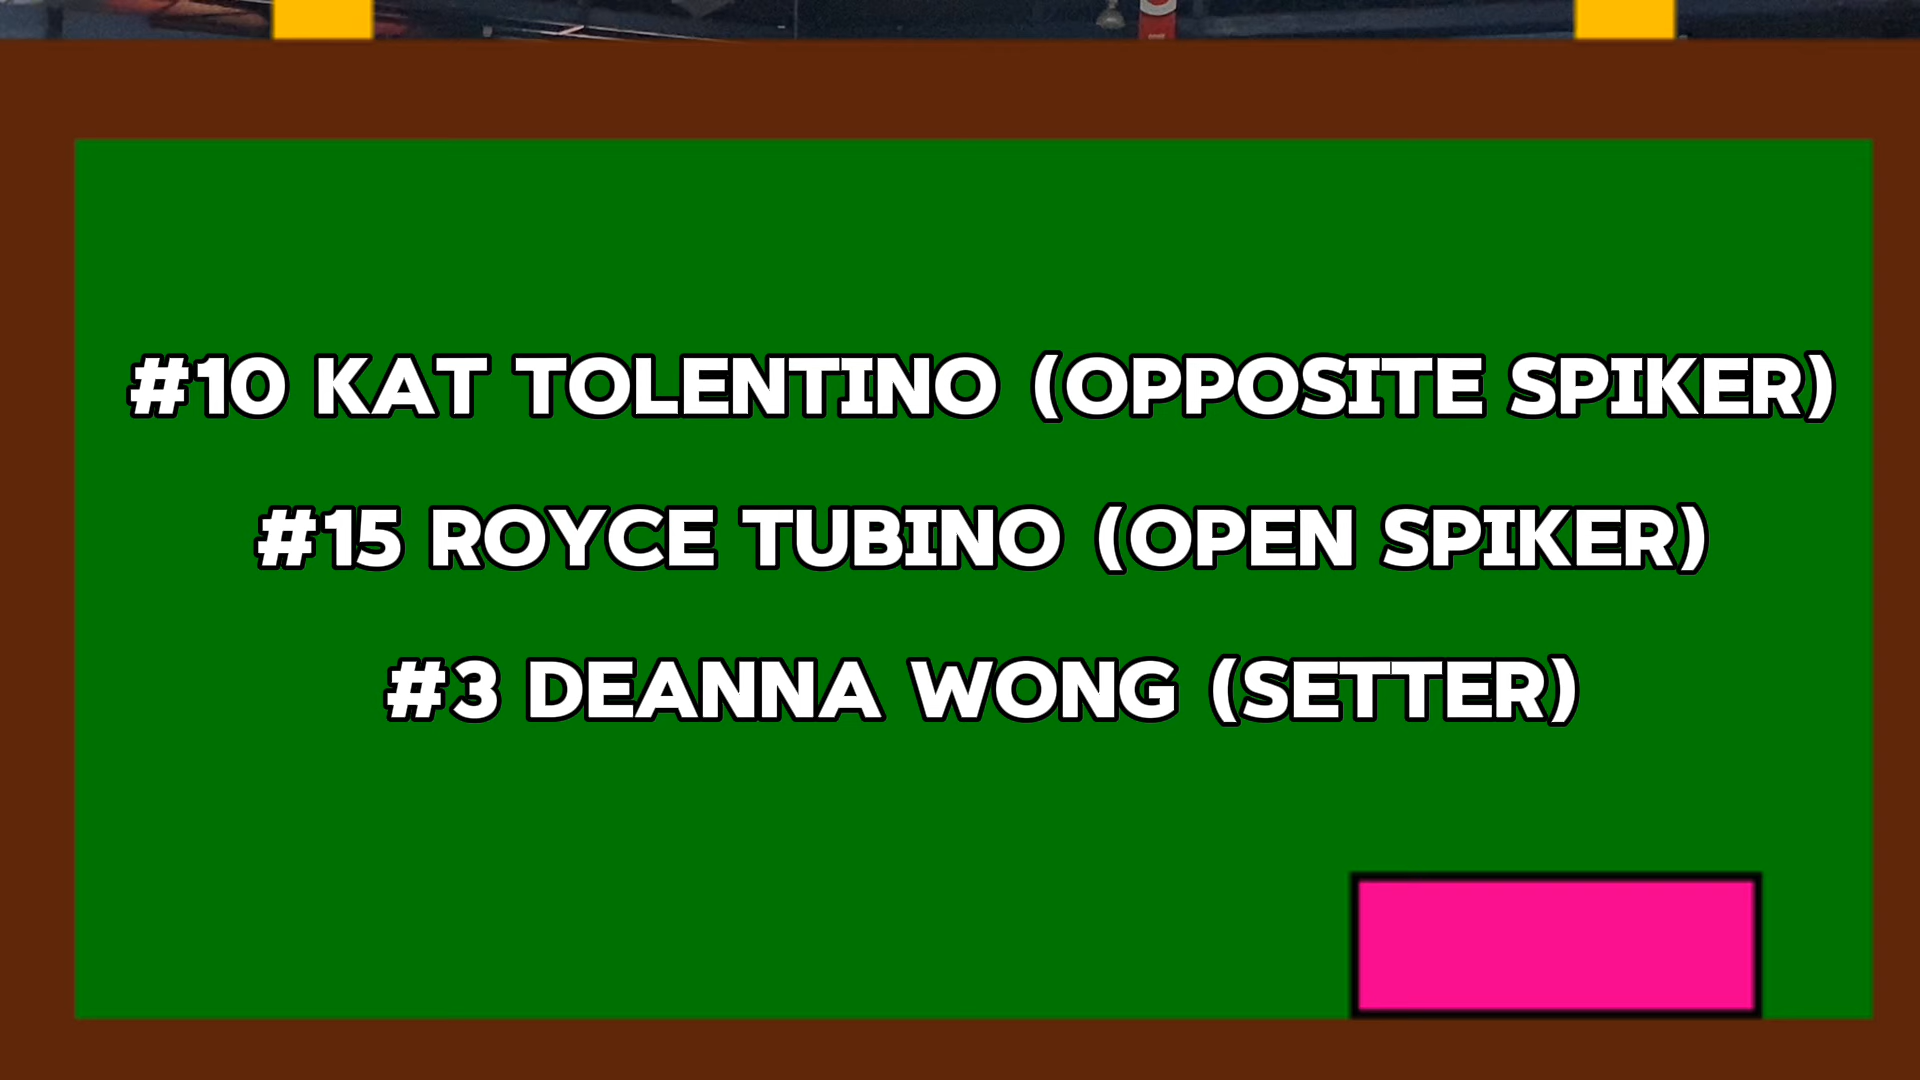 #10 KAT TOLENTINO (OPPOSITE SPIKER)
#15 ROYCE TUBINO (OPEN SPIKER)
#3 DEANNA WONG (SETTER)